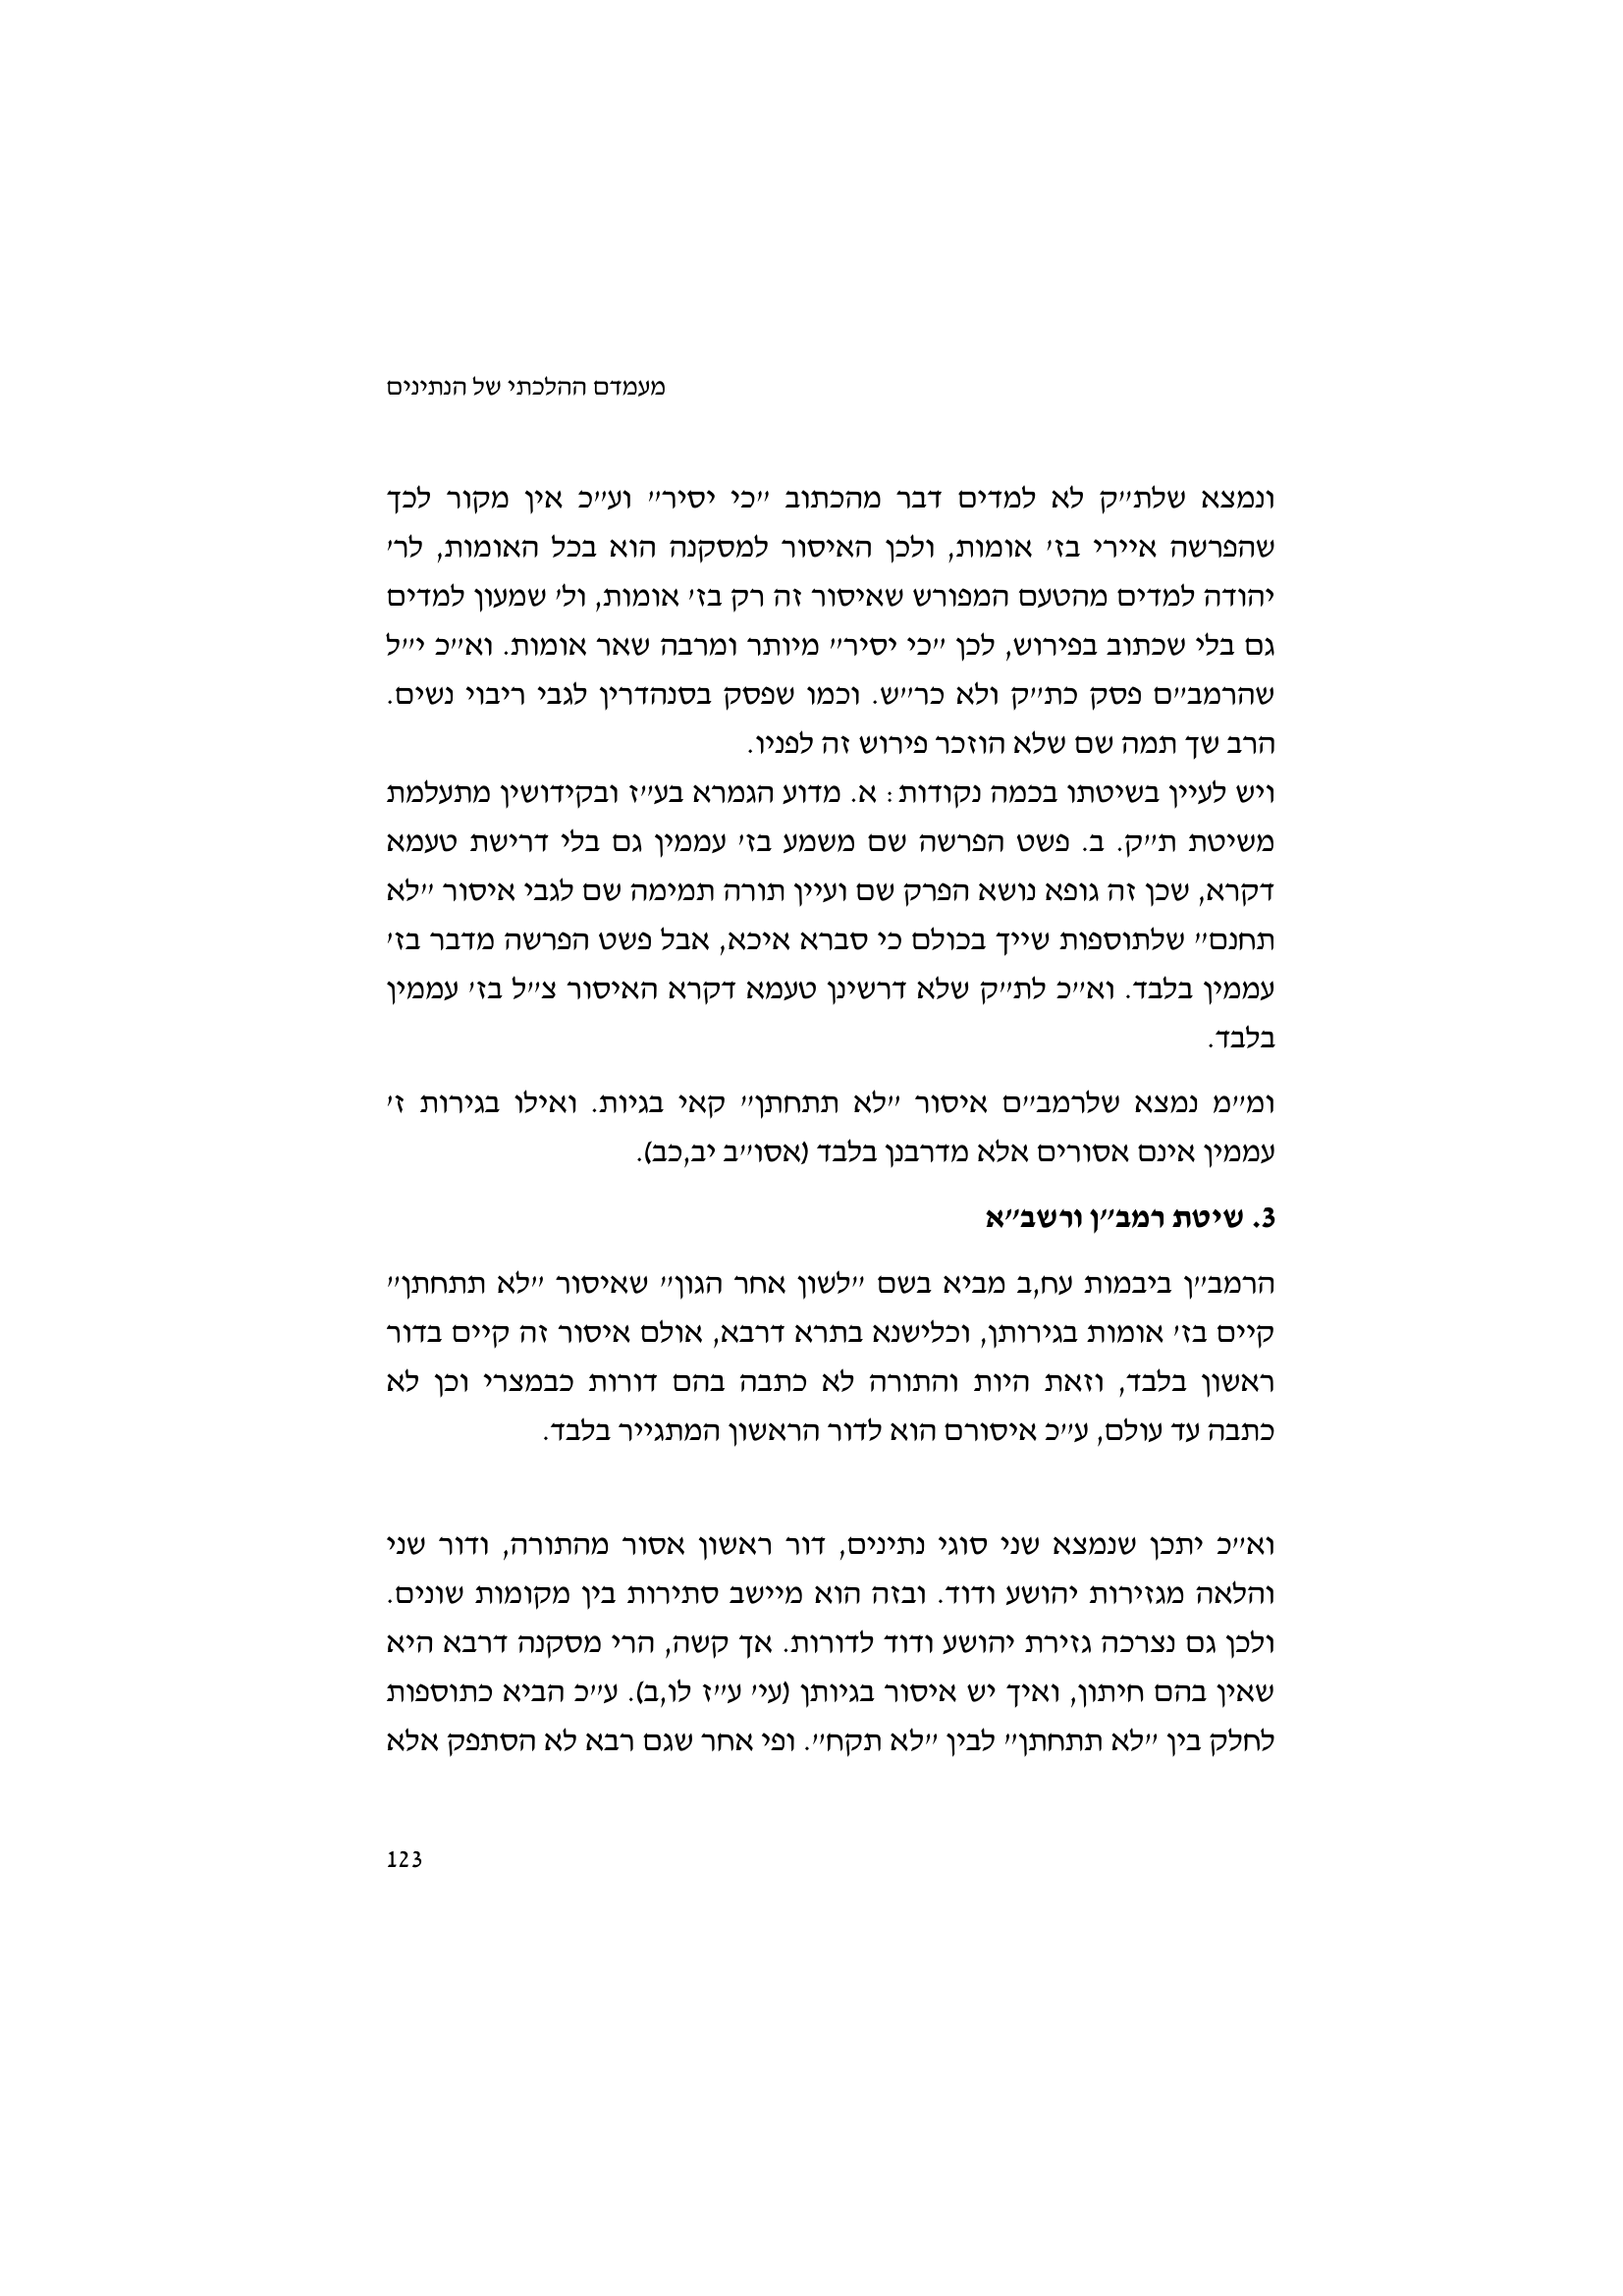 מעמדם ההלכתי של הנתינים
ונמצא שלת״ק לא למדים דבר מהכתוב ״כי יסיר״ וע״כ אין מקור לכך
שהפרשה איירי בז׳ אומות, ולכן האיסור למסקנה הוא בכל האומות, לר׳
יהודה למדים מהטעם המפורש שאיסור זה רק בז׳ אומות, ול׳ שמעון למדים
גם בלי שכתוב בפירוש, לכן ״כי יסיר״ מיותר ומרבה שאר אומות. וא״כ י״ל
שהרמב״ם פסק כת״ק ולא כר״ש. וכמו שפסק בסנהדרין לגבי ריבוי נשים.
הרב שך תמה שם שלא הוזכר פירוש זה לפניו.
ויש לעיין בשיטתו בכמה נקודות: א. מדוע הגמרא בע״ז ובקידושין מתעלמת
משיטת ת״ק. ב. פשט הפרשה שם משמע בז׳ עממין גם בלי דרישת טעמא
דקרא, שכן זה גופא נושא הפרק שם ועיין תורה תמימה שם לגבי איסור ״לא
תחנם״ שלתוספות שייך בכולם כי סברא איכא, אבל פשט הפרשה מדבר בז׳
עממין בלבד. וא״כ לת״ק שלא דרשינן טעמא דקרא האיסור צ״ל בז׳ עממין
בלבד.
ומ״מ נמצא שלרמב״ם איסור ״לא תתחתן״ קאי בגיות. ואילו בגירות ז׳
עממין אינם אסורים אלא מדרבנן בלבד (אסו״ב יב,כב).
3. שיטת רמב״ן ורשב״א
הרמב״ן ביבמות עח,ב מביא בשם ״לשון אחר הגון״ שאיסור ״לא תתחתן״
קיים בז׳ אומות בגירותן, וכלישנא בתרא דרבא, אולם איסור זה קיים בדור
ראשון בלבד, וזאת היות והתורה לא כתבה בהם דורות כבמצרי וכן לא
כתבה עד עולם, ע״כ איסורם הוא לדור הראשון המתגייר בלבד.
וא״כ יתכן שנמצא שני סוגי נתינים, דור ראשון אסור מהתורה, ודור שני
והלאה מגזירות יהושע ודוד. ובזה הוא מיישב סתירות בין מקומות שונים.
ולכן גם נצרכה גזירת יהושע ודוד לדורות. אך קשה, הרי מסקנה דרבא היא
שאין בהם חיתון, ואיך יש איסור בגיותן (עי׳ ע״ז לו,ב). ע״כ הביא כתוספות
לחלק בין ״לא תתחתן״ לבין ״לא תקח״. ופי אחר שגם רבא לא הסתפק אלא
123